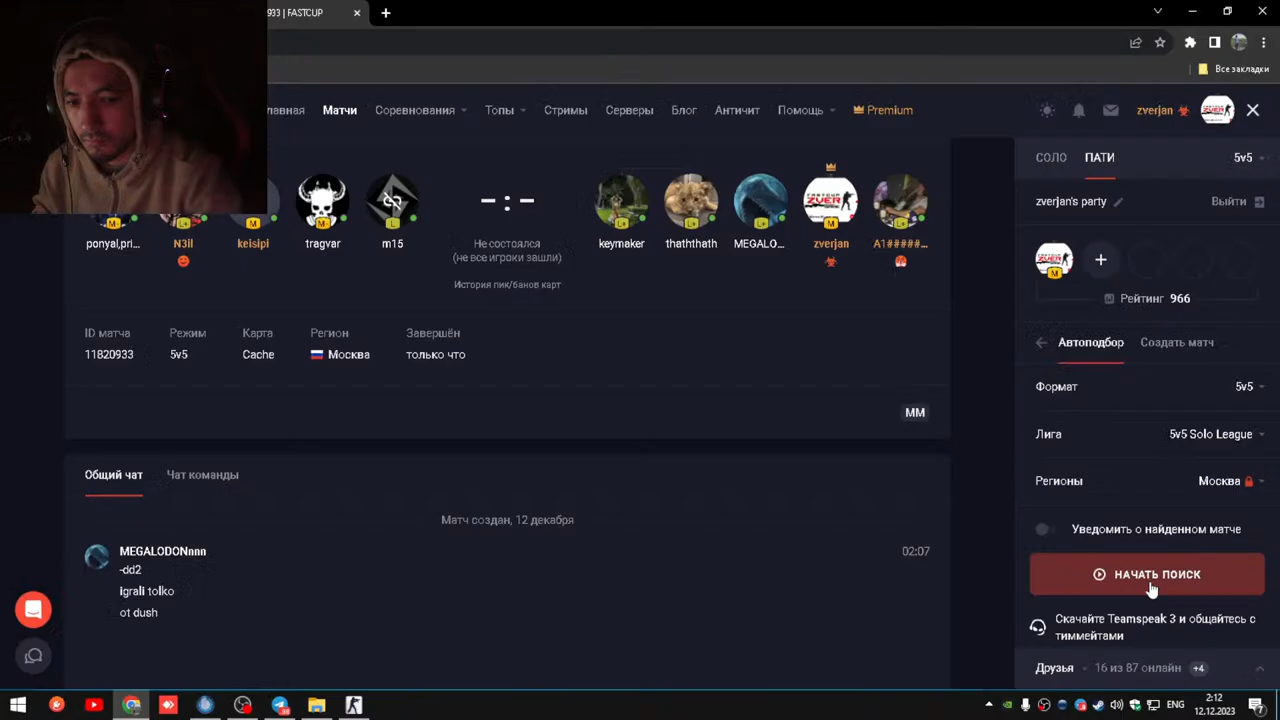 933 | FASTCUP
Все закладки
лавная Матчи Соревнования Топы Стримы Серверы Блог Античит Помощь Premium zverjan
СОЛО ПАТИ 5v5
zverjan's party Выйти
M
Рейтинг 966
M+ L+ M M+ L - : - L+ L+ L+ M L+
ponyal,pri... N3il keisipi tragvar m15 Не состоялся keymaker thaththath MEGALO... zverjan A1#####...
(не все игроки зашли)
История пик/банов карт
ID матча Режим Карта Регион Завершён
11820933 5v5 Cache Москва только что
MM
Автоподбор Создать матч
Формат 5v5
Лига 5v5 Solo League
Регионы Москва
Уведомить о найденном матче
НАЧАТЬ ПОИСК
Скачайте Teamspeak 3 и общайтесь с
тиммейтами
Друзья 16 из 87 онлайн +4
Общий чат Чат команды
Матч создан, 12 декабря
MEGALODONnnn 02:07
-dd2
igrali tolko
ot dush
ENG
2:12
12.12.2023